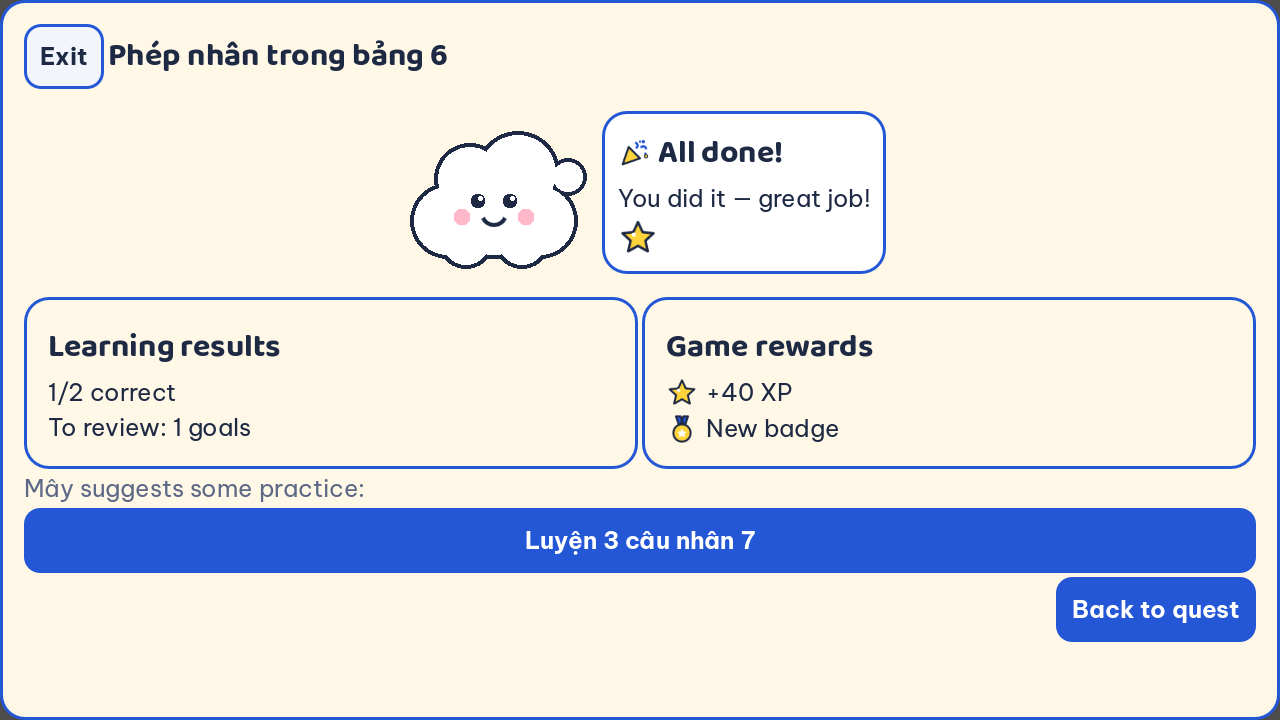 Exit
Phép nhân trong bảng 6
All done!
You did it — great job!
Learning results
1/2 correct
To review: 1 goals
Game rewards
+40 XP
New badge
Mây suggests some practice:
Luyện 3 câu nhân 7
Back to quest